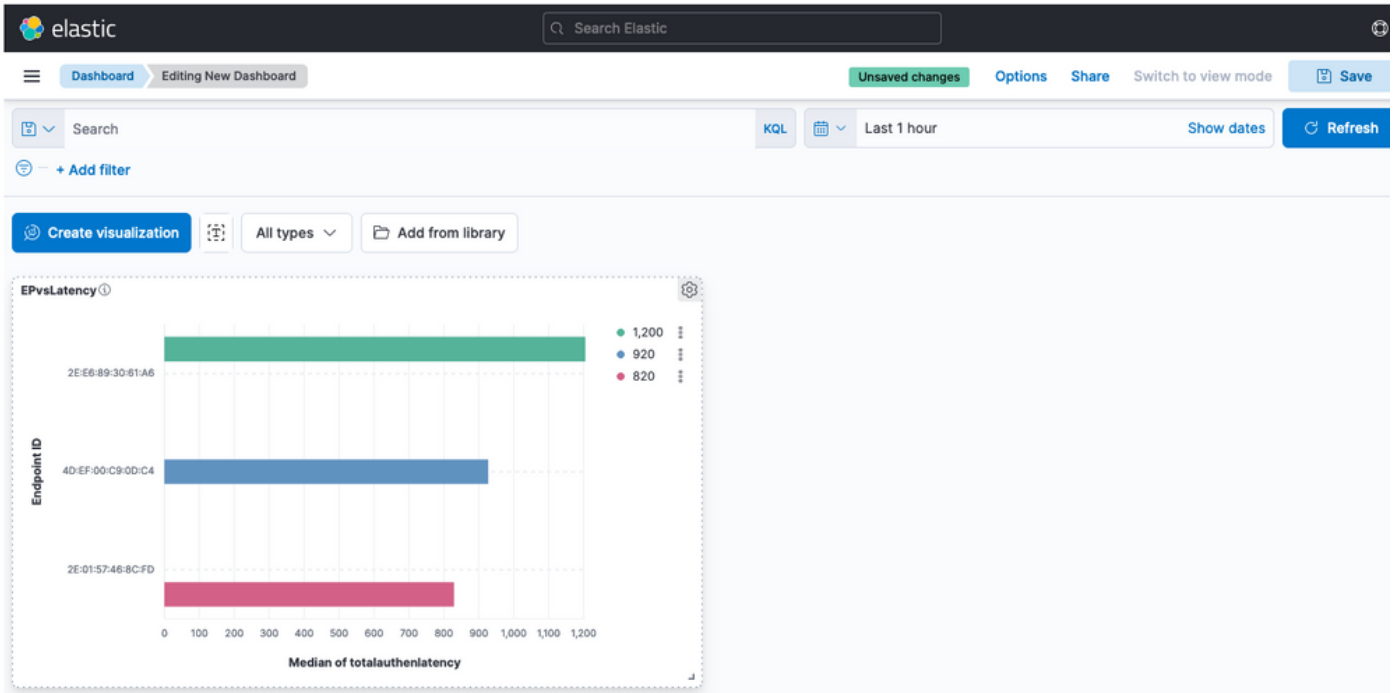 elastic
Search Elastic
Dashboard
Editing New Dashboard
Unsaved changes
Options
Share
Switch to view mode
Save
Search
KQL
Last 1 hour
Show dates
Refresh
+ Add filter
Create visualization
T
All types
Add from library
EPvsLatency
1,200
920
820
Endpoint ID
2E:E6:89:30:61:A6
4D:EF:00:C9:0D:C4
2E:01:57:46:8C:FD
0 100 200 300 400 500 600 700 800 900 1,000 1,100 1,200
Median of totalauthenlatency